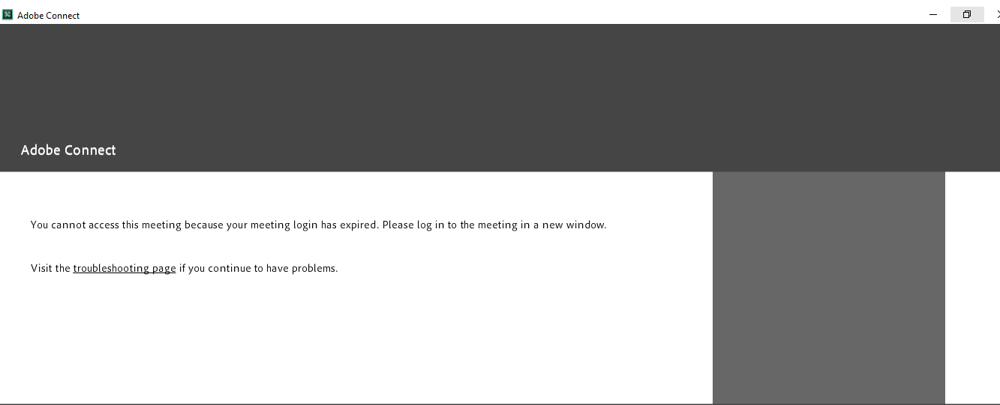 Adobe Connect
Adobe Connect
You cannot access this meeting because your meeting login has expired. Please log in to the meeting in a new window.
Visit the troubleshooting page if you continue to have problems.